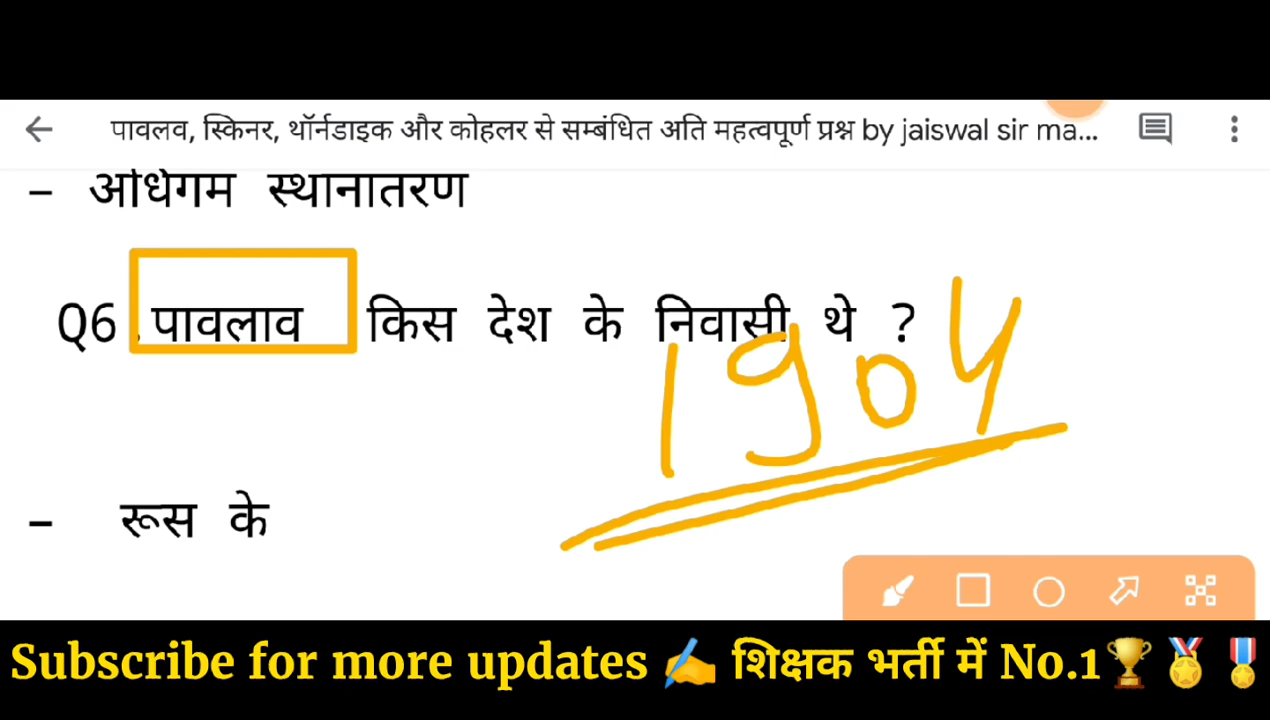 पावलव, स्किनर, थॉर्नडाइक और कोहलर से सम्बंधित अति महत्वपूर्ण प्रश्न by jaiswal sir ma...
– अधिगम स्थानांतरण
Q6. पावलाव किस देश के निवासी थे ?
1904
– रूस के
Subscribe for more updates ✍️ शिक्षक भर्ती में No.1🏆🏅🎖️